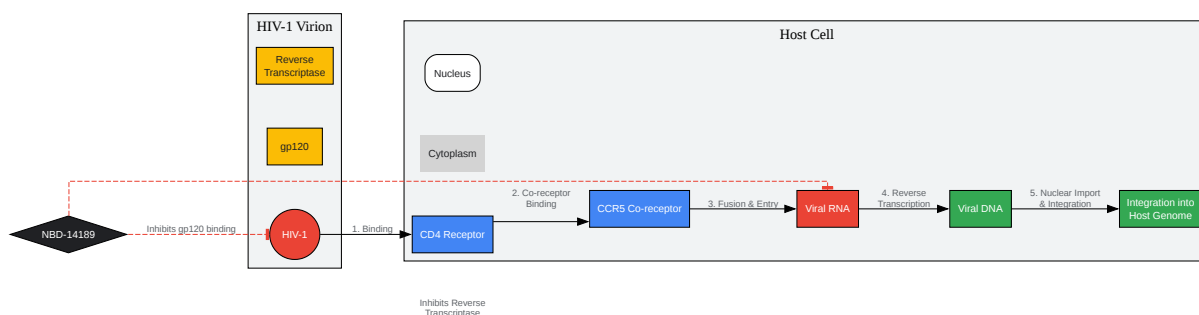 HIV-1 Virion
Host Cell
Reverse
Transcriptase
Nucleus
gp120
Cytoplasm
2. Co-receptor
Binding
4. Reverse
Transcription
5. Nuclear Import
& Integration
Integration into
Host Genome
CCR5 Co-receptor
3. Fusion & Entry
Viral RNA
Viral DNA
NBD-14189
Inhibits gp120 binding
HIV-1
1. Binding
CD4 Receptor
Inhibits Reverse
Transcriptase